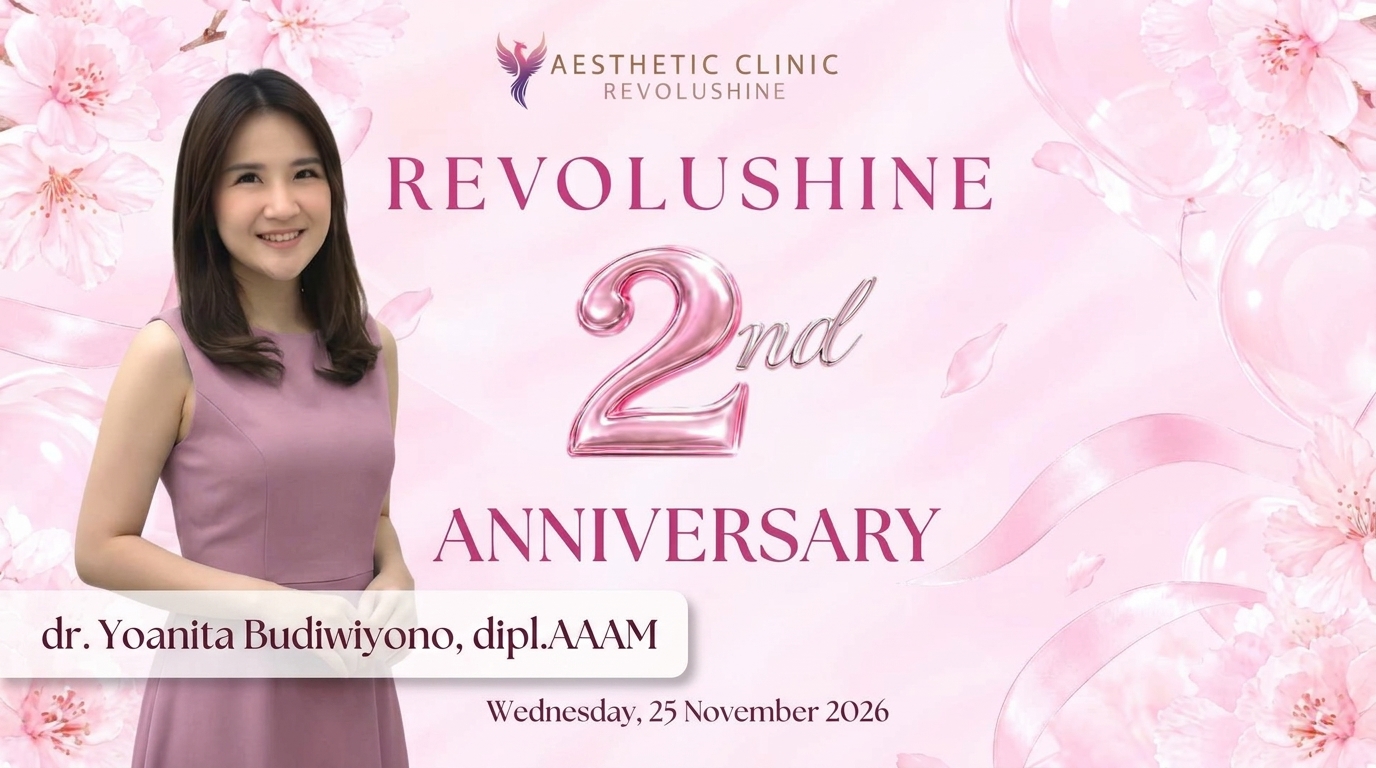 AESTHETIC CLINIC
REVOLUSHINE
REVOLUSHINE
2nd
ANNIVERSARY
dr. Yoanita Budiwiyono, dipl.AAAM
Wednesday, 25 November 2026